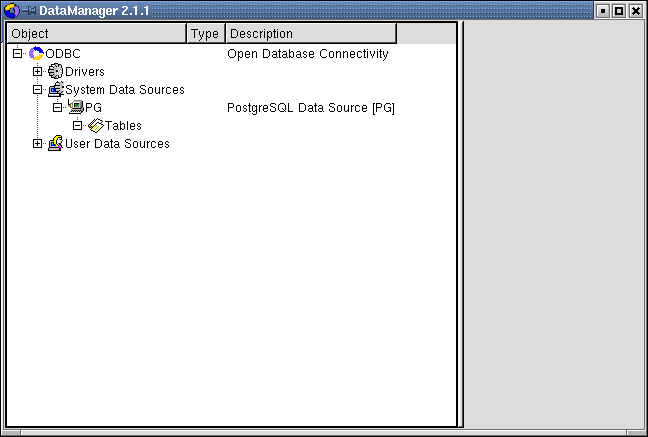 DataManager 2.1.1
Object Type Description
ODBC Open Database Connectivity
Drivers
System Data Sources
PG PostgreSQL Data Source [PG]
Tables
User Data Sources